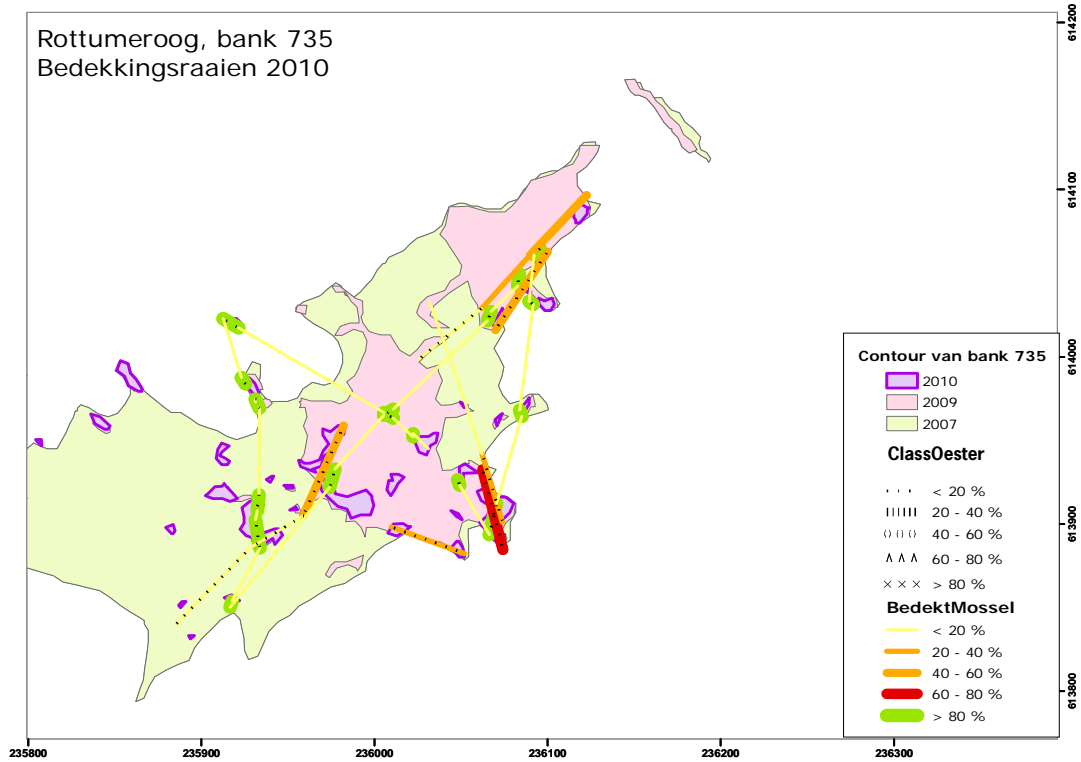 Rottumeroog, bank 735
Bedekkingsraaien 2010
614200
614100
614000
613900
613800
Contour van bank 735
2010
2009
2007
ClassOester
< 20 %
20 - 40 %
40 - 60 %
60 - 80 %
> 80 %
BedektMossel
< 20 %
20 - 40 %
40 - 60 %
60 - 80 %
> 80 %
235800
235900
236000
236100
236200
236300